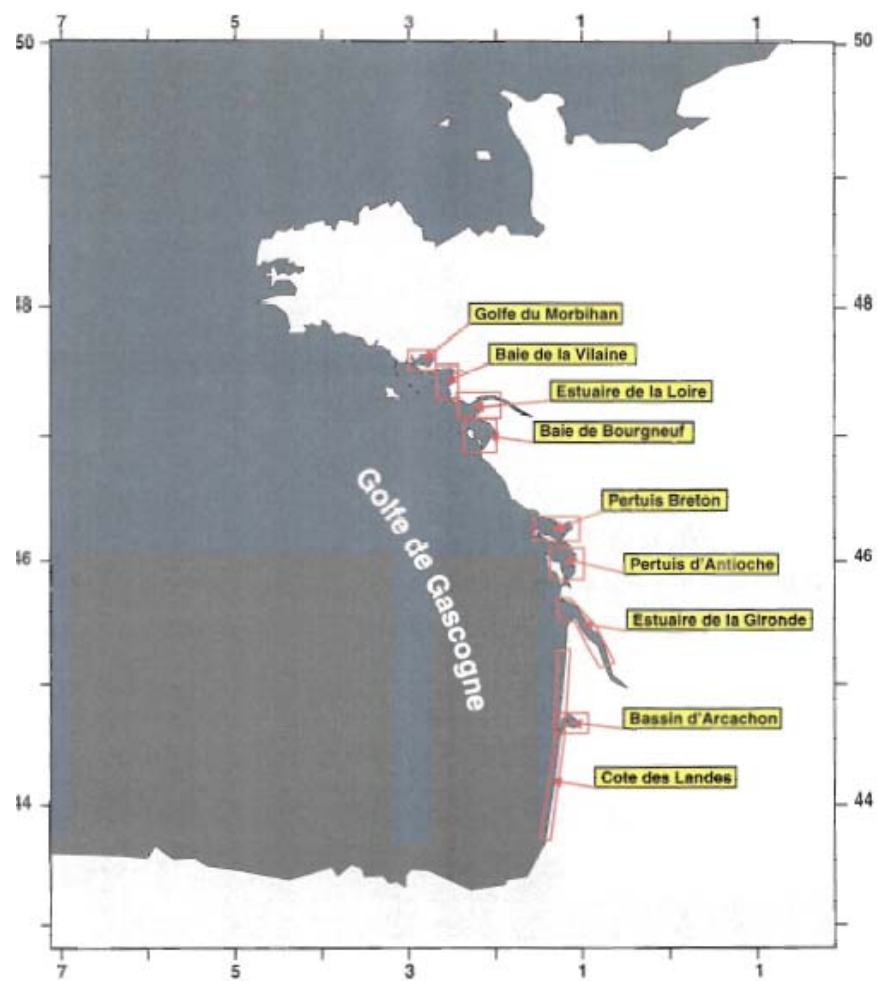 7 3 1 1
50 50
Golfe du Morbihan
48 48
Baie de la Vilaine
Estuaire de la Loire
Baie de Bourgneuf
Golfe de Gascogne
Pertuis Breton
46 46
Pertuis d'Antioche
Estuaire de la Gironde
Bassin d'Arcachon
Cote des Landes
44 44
7 5 3 1 1